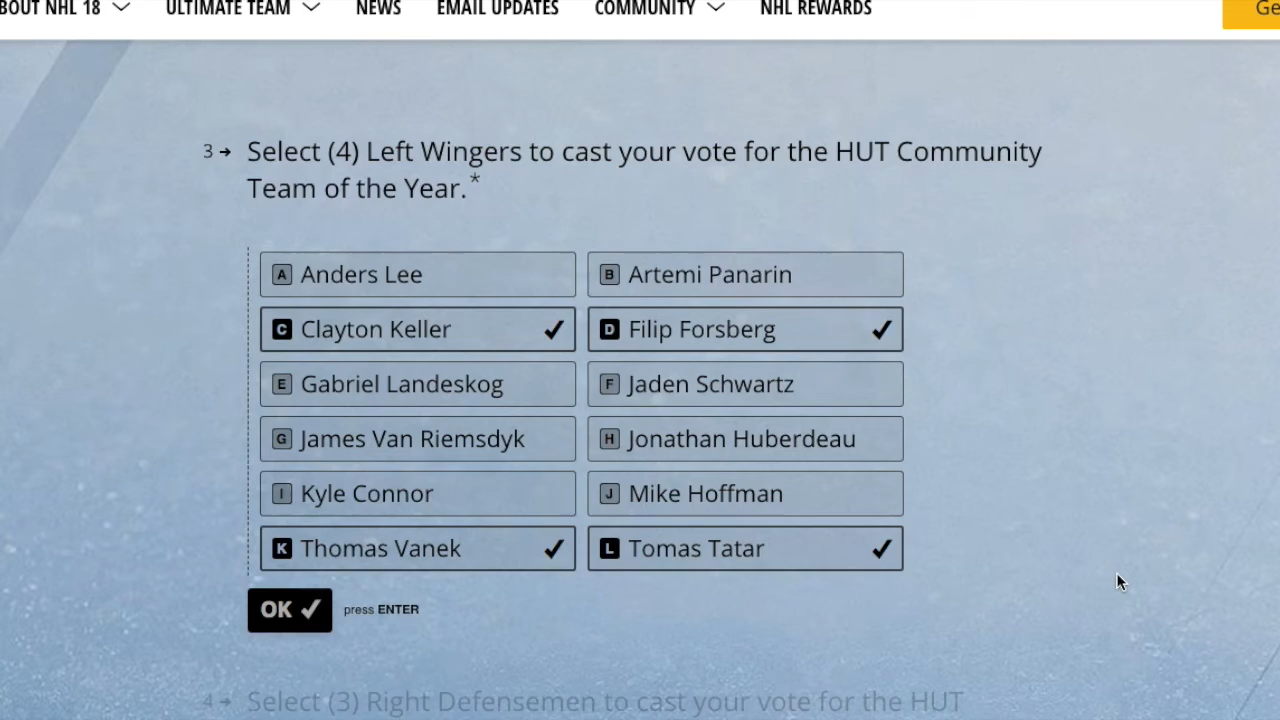 BOUT NHL 18 ULTIMATE TEAM NEWS EMAIL UPDATES COMMUNITY NHL REWARDS Ge
3 → Select (4) Left Wingers to cast your vote for the HUT Community
Team of the Year.*
A Anders Lee B Artemi Panarin
C Clayton Keller ✓ D Filip Forsberg ✓
E Gabriel Landeskog F Jaden Schwartz
G James Van Riemsdyk H Jonathan Huberdeau
I Kyle Connor J Mike Hoffman
K Thomas Vanek ✓ L Tomas Tatar ✓
OK ✓ press ENTER
4 → Select (3) Right Defensemen to cast your vote for the HUT